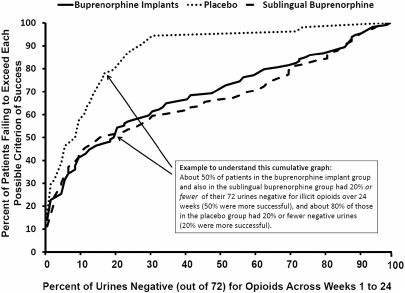 Buprenorphine Implants Placebo Sublingual Buprenorphine
Percent of Patients Failing to Exceed Each
Possible Criterion of Success
100
90
80
70
60
50
40
30
20
10
0
Example to understand this cumulative graph:
About 50% of patients in the buprenorphine implant group
and also in the sublingual buprenorphine group had 20% or
fewer of their 72 urines negative for illicit opioids over 24
weeks (50% were more successful), and about 80% of those
in the placebo group had 20% or fewer negative urines
(20% were more successful).
0 10 20 30 40 50 60 70 80 90 100
Percent of Urines Negative (out of 72) for Opioids Across Weeks 1 to 24